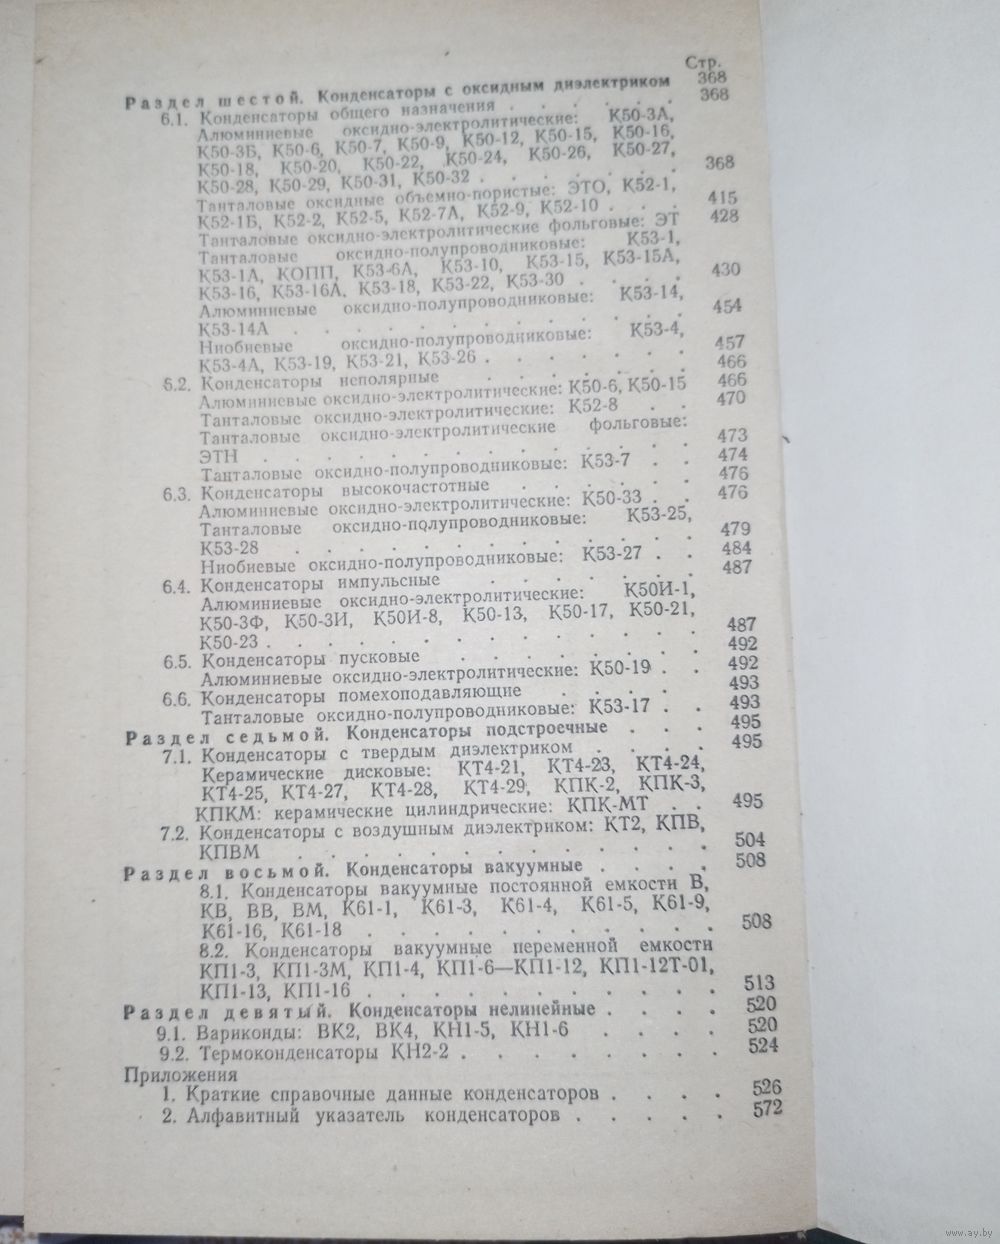 Стр.
Раздел шестой. Конденсаторы с оксидным диэлектриком 368
6.1. Конденсаторы общего назначения . . . . . . 368
Алюминиевые оксидно-электролитические: К50-3А,
К50-3Б, К50-6, К50-7, К50-9, К50-12, К50-15, К50-16,
К50-18, К50-20, К50-22, К50-24, К50-26, К50-27,
К50-28, К50-29, К50-31, К50-32 . . . . . . . 368
Танталовые оксидные объемно-пористые: ЭТО, К52-1,
К52-1Б, К52-2, К52-5, К52-7А, К52-9, К52-10 . . . 415
Танталовые оксидно-электролитические фольговые: ЭТ 428
Танталовые оксидно-полупроводниковые: К53-1,
К53-1А, КОПП, К53-6А, К53-10, К53-15, К53-15А,
К53-16, К53-16А. К53-18, К53-22, К53-30 . . . . 430
Алюминиевые оксидно-полупроводниковые: К53-14,
К53-14А . . . . . . . . . . . . 454
Ниобиевые оксидно-полупроводниковые: К53-4,
К53-4А, К53-19, К53-21, К53-26 . . . . . . . 457
6.2. Конденсаторы неполярные . . . . . . . 466
Алюминиевые оксидно-электролитические: К50-6, К50-15 466
Танталовые оксидно-электролитические: К52-8 . . 470
Танталовые оксидно-электролитические фольговые:
ЭТН . . . . . . . . . . . . . 473
Танталовые оксидно-полупроводниковые: К53-7 . . 474
6.3. Конденсаторы высокочастотные . . . . . . 476
Алюминиевые оксидно-электролитические: К50-33 . . 476
Танталовые оксидно-полупроводниковые: К53-25,
К53-28 . . . . . . . . . . . . 479
Ниобиевые оксидно-полупроводниковые: К53-27 . . 484
6.4. Конденсаторы импульсные . . . . . . . 487
Алюминиевые оксидно-электролитические: К50И-1,
К50-3Ф, К50-3И, К50И-8, К50-13, К50-17, К50-21,
К50-23 . . . . . . . . . . . . . 487
6.5. Конденсаторы пусковые . . . . . . . 492
Алюминиевые оксидно-электролитические: К50-19 . . 492
6.6. Конденсаторы помехоподавляющие . . . . 493
Танталовые оксидно-полупроводниковые: К53-17 . . 493
Раздел седьмой. Конденсаторы подстроечные . . . 495
7.1. Конденсаторы с твердым диэлектриком . . . . 495
Керамические дисковые: КТ4-21, КТ4-23, КТ4-24,
КТ4-25, КТ4-27, КТ4-28, КТ4-29, КПК-2, КПК-3,
КПКМ: керамические цилиндрические: КПК-МТ . . 495
7.2. Конденсаторы с воздушным диэлектриком: КТ2, КПВ,
КПВМ . . . . . . . . . . . . 504
Раздел восьмой. Конденсаторы вакуумные . . . . 508
8.1. Конденсаторы вакуумные постоянной емкости В,
КВ, ВВ, ВМ, К61-1, К61-3, К61-4, К61-5, К61-9,
К61-16, К61-18 . . . . . . . . . . 508
8.2. Конденсаторы вакуумные переменной емкости
КП1-3, КП1-3М, КП1-4, КП1-6—КП1-12, КП1-12Т-01,
КП1-13, КП1-16 . . . . . . . . . . 513
Раздел девятый. Конденсаторы нелинейные . . . . 520
9.1. Вариконды: ВК2, ВК4, КН1-5, КН1-6 . . . . 520
9.2. Термоконденсаторы КН2-2 . . . . . . . . 524
Приложения
1. Краткие справочные данные конденсаторов . . . . 526
2. Алфавитный указатель конденсаторов . . . . . 572
www.ay.by